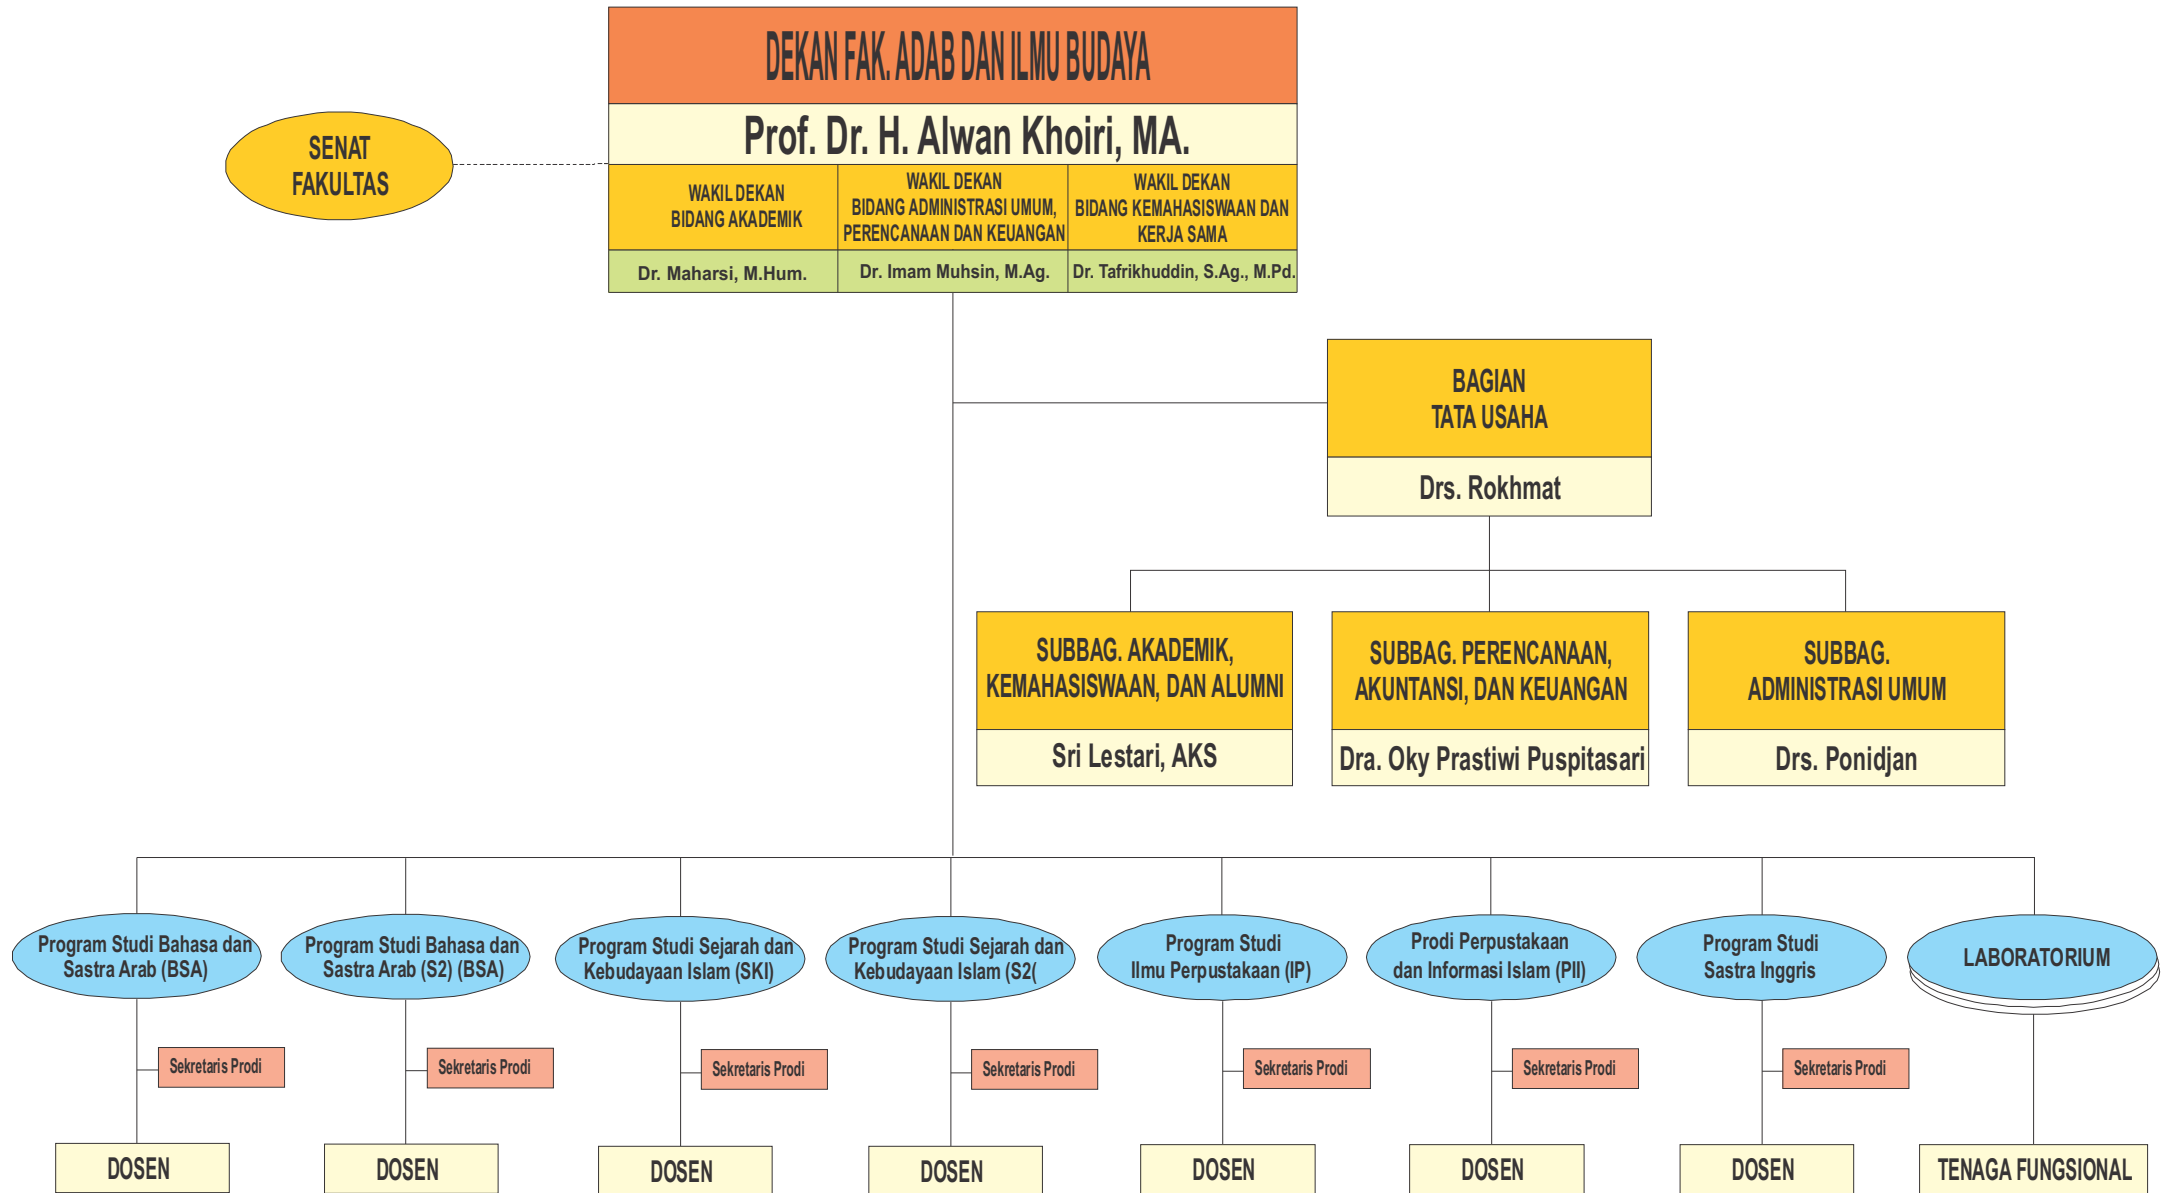 DEKAN FAK. ADAB DAN ILMU BUDAYA
Prof. Dr. H. Alwan Khoiri, MA.
SENAT
FAKULTAS
WAKIL DEKAN
BIDANG AKADEMIK
WAKIL DEKAN
BIDANG ADMINISTRASI UMUM,
PERENCANAAN DAN KEUANGAN
WAKIL DEKAN
BIDANG KEMAHASISWAAN DAN
KERJA SAMA
Dr. Maharsi, M.Hum.
Dr. Imam Muhsin, M.Ag.
Dr. Tafrikhuddin, S.Ag., M.Pd.
BAGIAN
TATA USAHA
Drs. Rokhmat
SUBBAG. AKADEMIK,
KEMAHASISWAAN, DAN ALUMNI
Sri Lestari, AKS
SUBBAG. PERENCANAAN,
AKUNTANSI, DAN KEUANGAN
Dra. Oky Prastiwi Puspitasari
SUBBAG.
ADMINISTRASI UMUM
Drs. Ponidjan
Program Studi Bahasa dan
Sastra Arab (BSA)
Program Studi Bahasa dan
Sastra Arab (S2) (BSA)
Program Studi Sejarah dan
Kebudayaan Islam (SKI)
Program Studi Sejarah dan
Kebudayaan Islam (S2(
Program Studi
Ilmu Perpustakaan (IP)
Prodi Perpustakaan
dan Informasi Islam (PII)
Program Studi
Sastra Inggris
LABORATORIUM
Sekretaris Prodi
Sekretaris Prodi
Sekretaris Prodi
Sekretaris Prodi
Sekretaris Prodi
Sekretaris Prodi
Sekretaris Prodi
DOSEN
DOSEN
DOSEN
DOSEN
DOSEN
DOSEN
DOSEN
TENAGA FUNGSIONAL